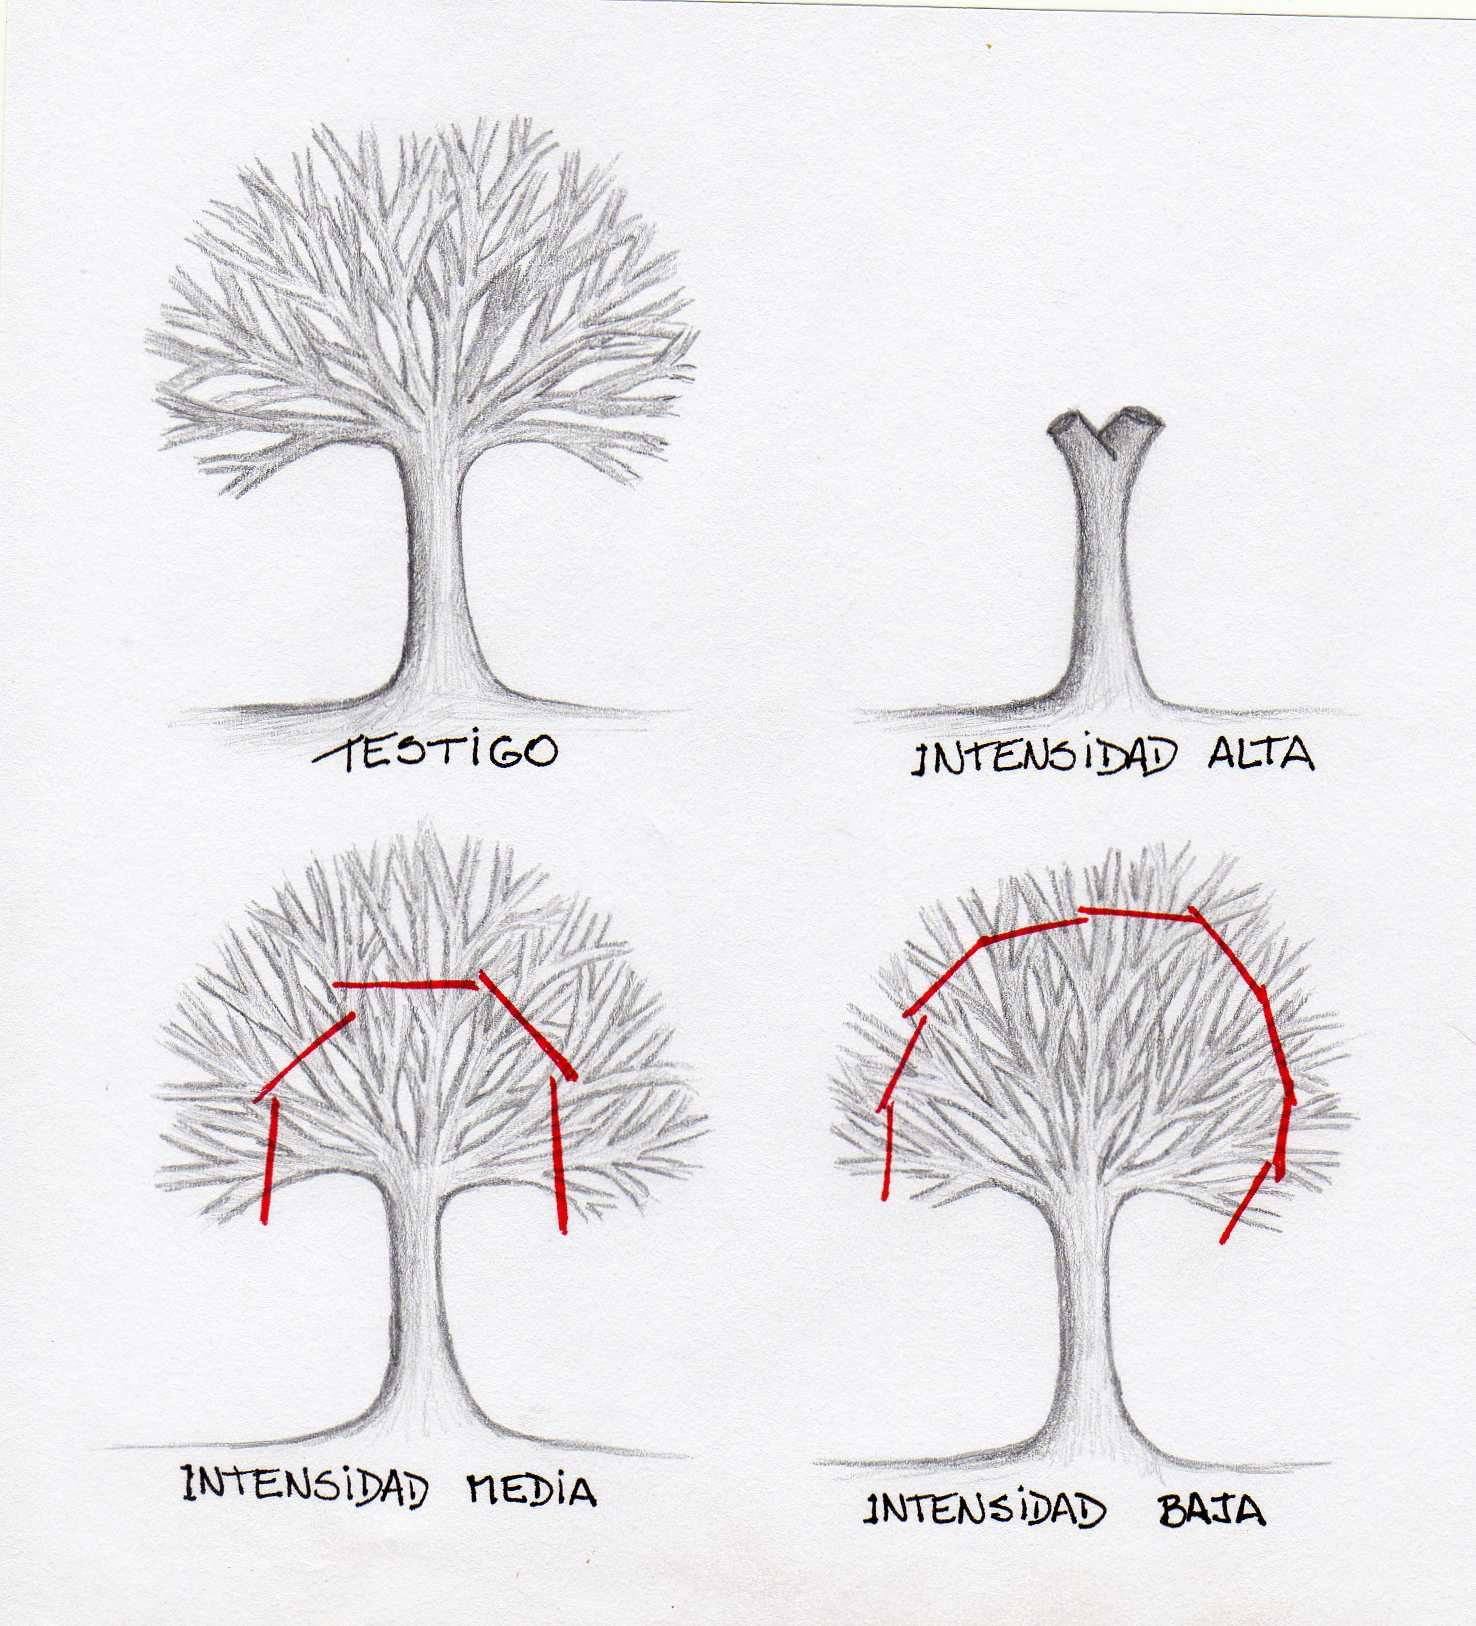 TESTIGO
INTENSIDAD ALTA
INTENSIDAD MEDIA
INTENSIDAD BAJA